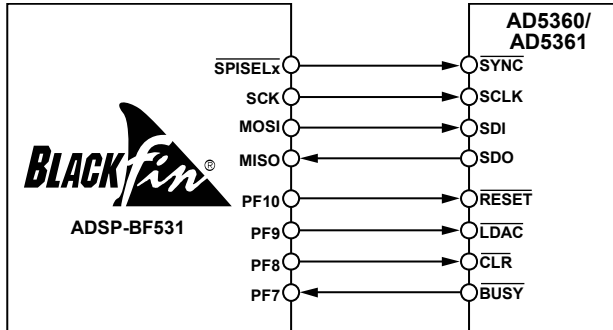 AD5360/
AD5361
SPISELx
SYNC
SCK
SCLK
MOSI
SDI
MISO
SDO
BLACKfin®
PF10
RESET
ADSP-BF531
PF9
LDAC
PF8
CLR
PF7
BUSY